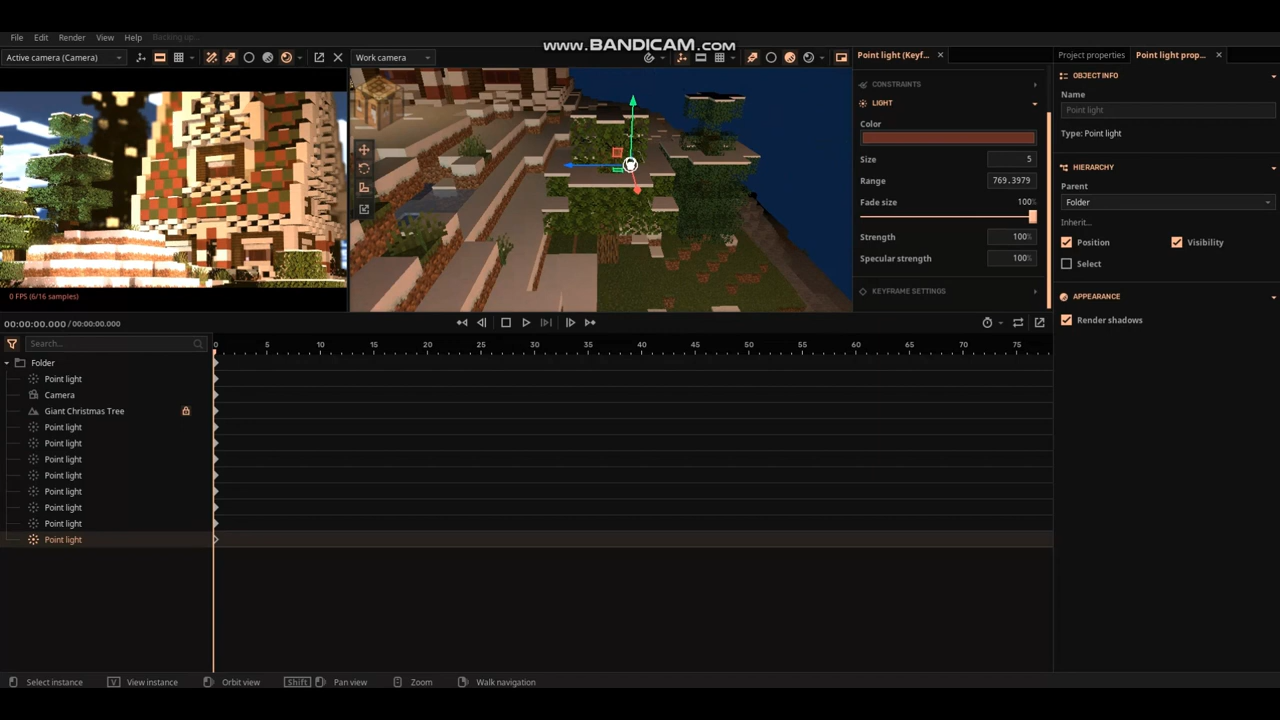 www.BANDICAM.com
File Edit Render View Help Backing up...
Active camera (Camera)
Work camera
Point light (Keyf...
Project properties
Point light prop...
0 FPS (6/16 samples)
CONSTRAINTS
LIGHT
Color
Size 5
Range 769.3979
Fade size 100%
Strength 100%
Specular strength 100%
KEYFRAME SETTINGS
OBJECT INFO
Name
Point light
Type: Point light
HIERARCHY
Parent
Folder
Inherit...
Position Visibility
Select
APPEARANCE
Render shadows
00:00:00.000 / 00:00:00.000
Search...
0 5 10 15 20 25 30 35 40 45 50 55 60 65 70 75
Folder
Point light
Camera
Giant Christmas Tree
Point light
Point light
Point light
Point light
Point light
Point light
Point light
Point light
Select instance V View instance Orbit view Shift Pan view Zoom Walk navigation